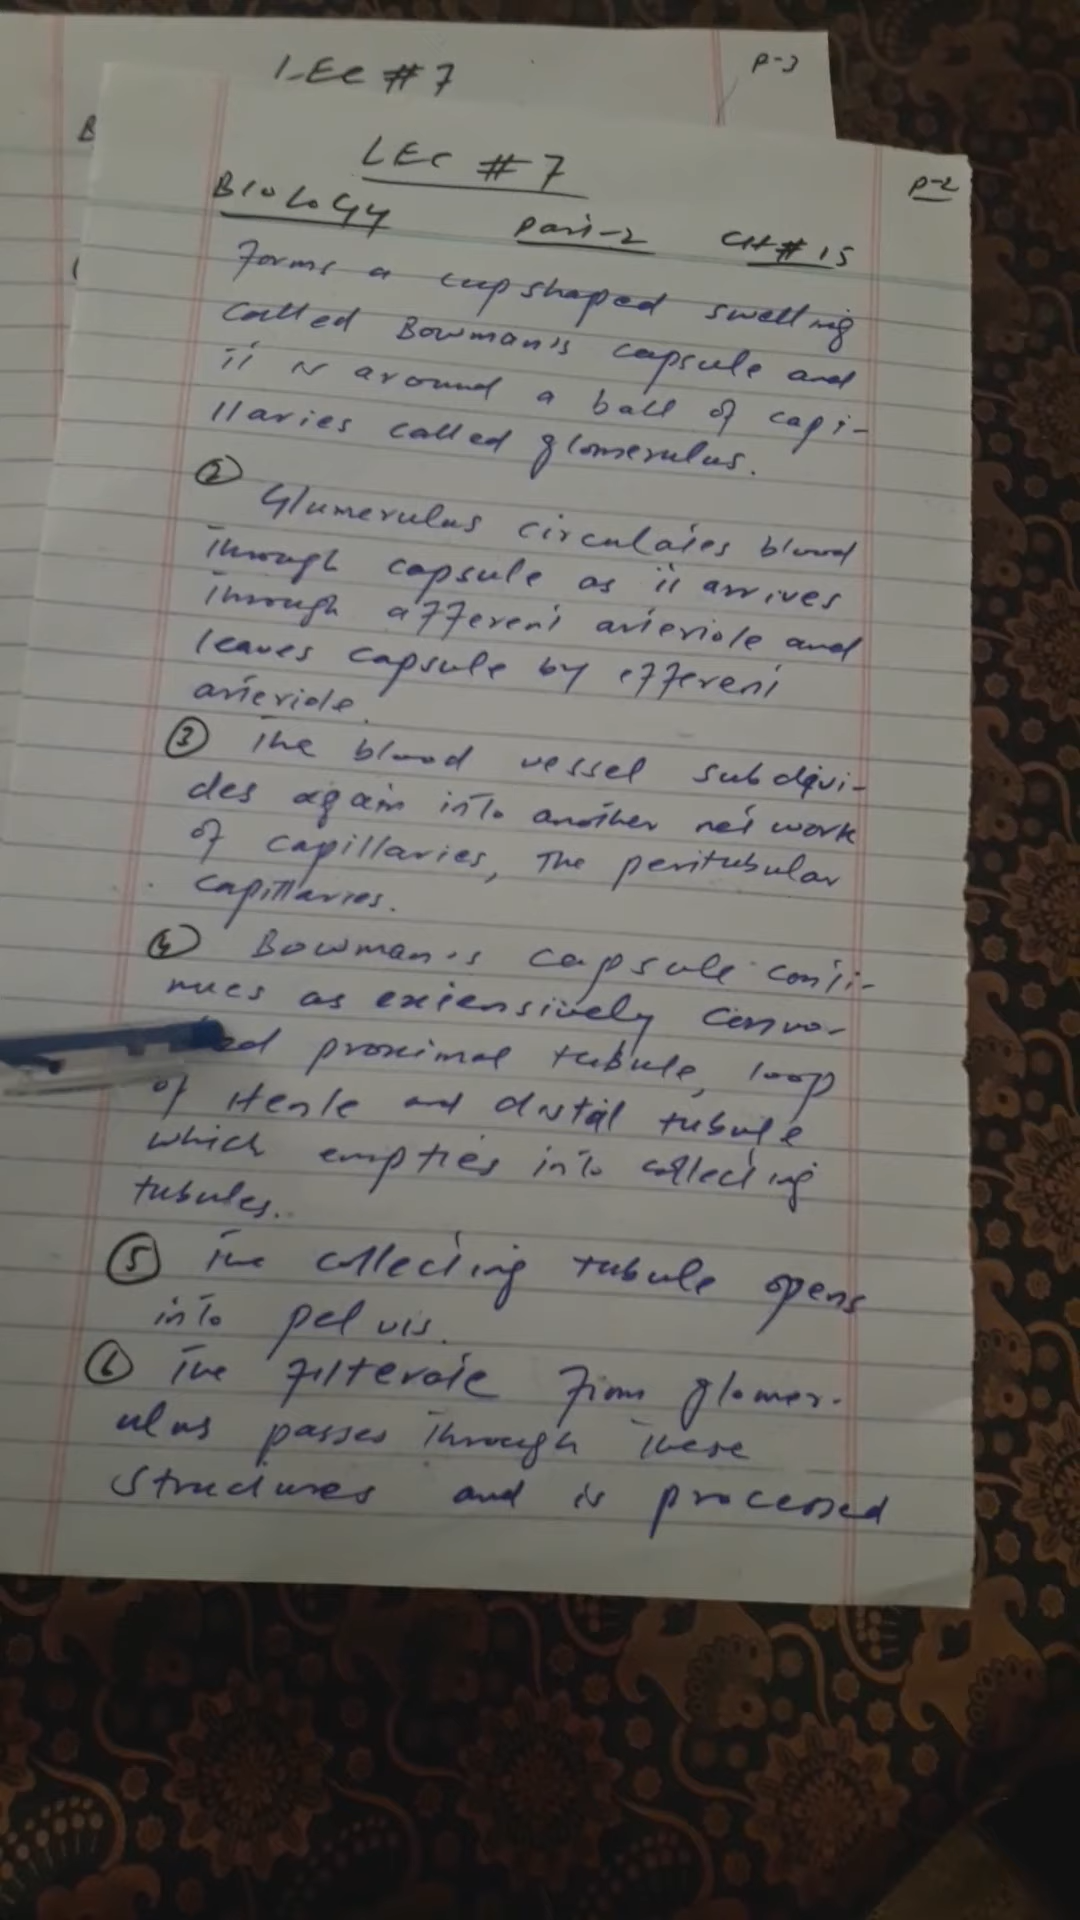 LEC # 7
P-3
B
LEC # 7
P-2
BIOLOGY Part-2 CH # 15
Forms a cup shaped swelling
called Bowman's capsule and
it is around a ball of capi-
llaries called glomerulus.
② Glumerulus circulates blood
through capsule as it arrives
through afferent arteriole and
leaves capsule by efferent
arteriole.
③ The blood vessel subdivi-
des again into another net work
of capillaries, The peritubular
capillaries.
④ Bowman's capsule conti-
nues as extensively convo-
ted proximal tubule, loop
of Henle and distal tubule
which empties into collecting
tubules.
⑤ The collecting tubule opens
into pelvis.
⑥ The filterate from glomer-
ulus passes through these
structures and is processed